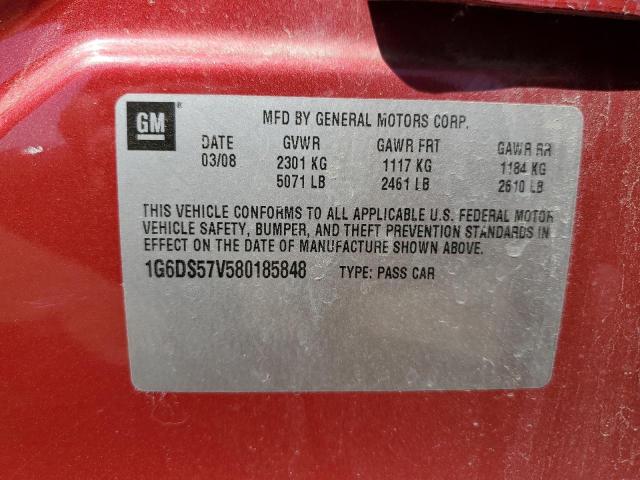 GM ®
MFD BY GENERAL MOTORS CORP.
DATE GVWR GAWR FRT GAWR RR
03/08 2301 KG 1117 KG 1184 KG
5071 LB 2461 LB 2610 LB
THIS VEHICLE CONFORMS TO ALL APPLICABLE U.S. FEDERAL MOTOR
VEHICLE SAFETY, BUMPER, AND THEFT PREVENTION STANDARDS IN
EFFECT ON THE DATE OF MANUFACTURE SHOWN ABOVE.
1G6DS57V580185848 TYPE: PASS CAR